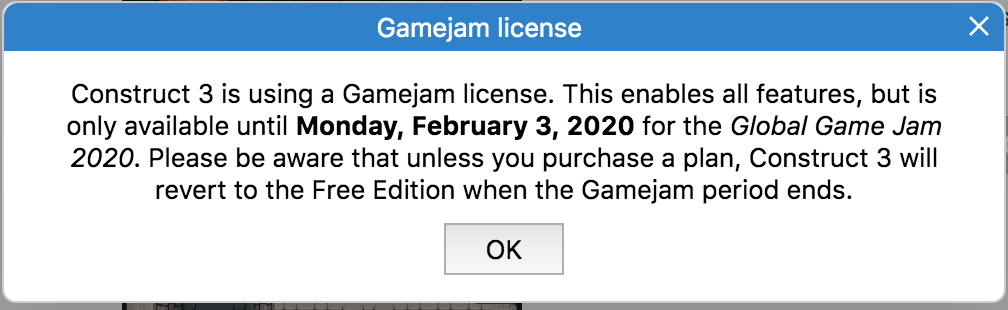 Gamejam license
Construct 3 is using a Gamejam license. This enables all features, but is
only available until Monday, February 3, 2020 for the Global Game Jam
2020. Please be aware that unless you purchase a plan, Construct 3 will
revert to the Free Edition when the Gamejam period ends.
OK